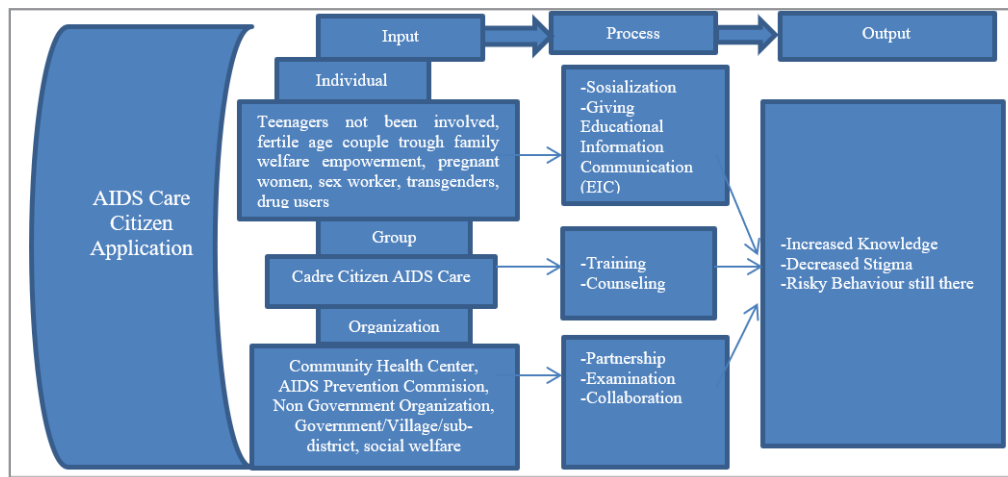 AIDS Care
Citizen
Application
Input
Individual
Teenagers not been involved,
fertile age couple trough family
welfare empowerment, pregnant
women, sex worker, transgenders,
drug users
Group
Cadre Citizen AIDS Care
Organization
Community Health Center,
AIDS Prevention Commision,
Non Government Organization,
Government/Village/sub-
district, social welfare
Process
-Sosialization
-Giving
Educational
Information
Communication
(EIC)
-Training
-Counseling
-Partnership
-Examination
-Collaboration
Output
-Increased Knowledge
-Decreased Stigma
-Risky Behaviour still there